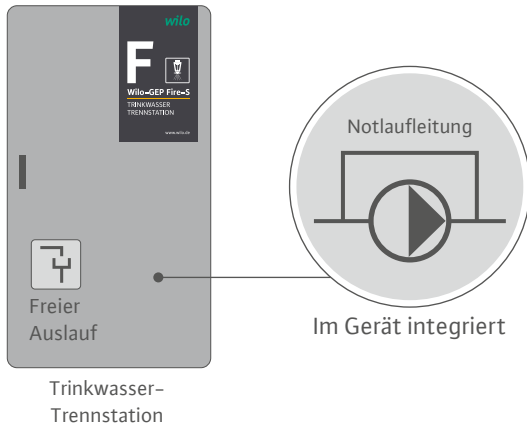 wilo
F
Wilo-GEP Fire-S
TRINKWASSER
TRENNSTATION
www.wilo.de
Freier
Auslauf
Trinkwasser-
Trennstation
Notlaufleitung
Im Gerät integriert